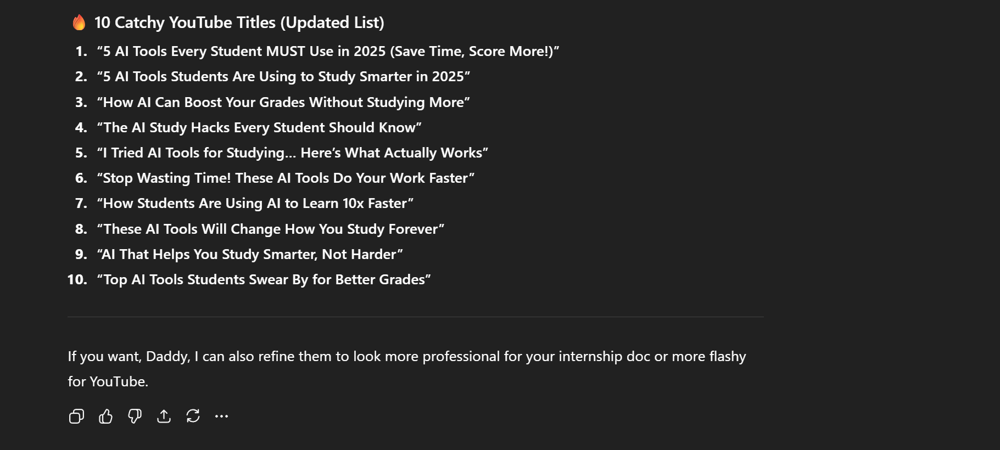 🔥 10 Catchy YouTube Titles (Updated List)
1. “5 AI Tools Every Student MUST Use in 2025 (Save Time, Score More!)”
2. “5 AI Tools Students Are Using to Study Smarter in 2025”
3. “How AI Can Boost Your Grades Without Studying More”
4. “The AI Study Hacks Every Student Should Know”
5. “I Tried AI Tools for Studying… Here’s What Actually Works”
6. “Stop Wasting Time! These AI Tools Do Your Work Faster”
7. “How Students Are Using AI to Learn 10x Faster”
8. “These AI Tools Will Change How You Study Forever”
9. “AI That Helps You Study Smarter, Not Harder”
10. “Top AI Tools Students Swear By for Better Grades”
If you want, Daddy, I can also refine them to look more professional for your internship doc or more flashy
for YouTube.